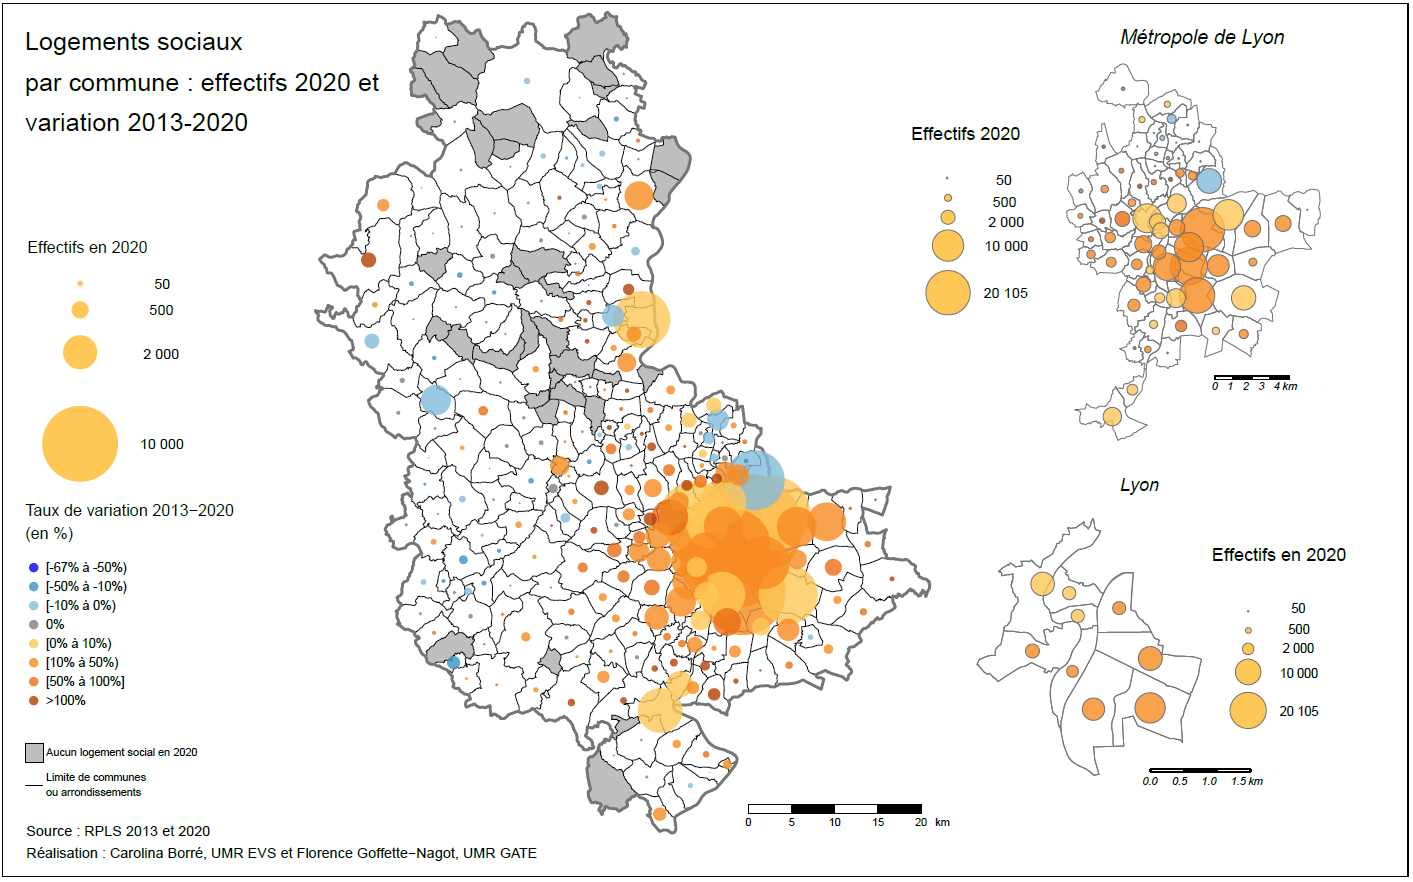 Logements sociaux
par commune : effectifs 2020 et
variation 2013-2020
Effectifs en 2020
50
500
2 000
10 000
Taux de variation 2013−2020
(en %)
[-67% à -50%)
[-50% à -10%)
[-10% à 0%)
0%
[0% à 10%)
[10% à 50%)
[50% à 100%]
>100%
Aucun logement social en 2020
Limite de communes
ou arrondissements
Source : RPLS 2013 et 2020
Réalisation : Carolina Borré, UMR EVS et Florence Goffette−Nagot, UMR GATE
0 5 10 15 20 km
Métropole de Lyon
Effectifs 2020
50
500
2 000
10 000
20 105
0 1 2 3 4 km
Lyon
Effectifs en 2020
50
500
2 000
10 000
20 105
0.0 0.5 1.0 1.5 km